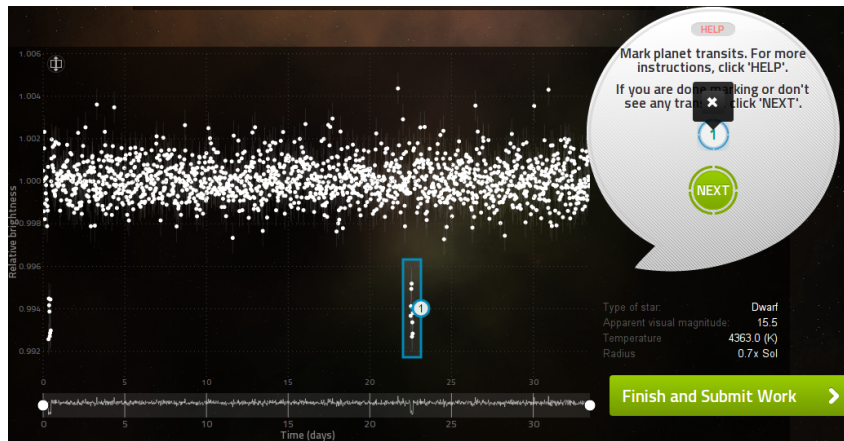 HELP
Mark planet transits. For more
instructions, click 'HELP'.
If you are done marking or don't
see any click 'NEXT'.
1
NEXT
1.006
1.004
1.002
1.000
0.998
0.996
0.994
0.992
Relative brightness
1
0 5 10 15 20 25 30
0 5 10 15 20 25 30
Time (days)
Type of star: Dwarf
Apparent visual magnitude: 15.5
Temperature 4363.0 (K)
Radius 0.7x Sol
Finish and Submit Work